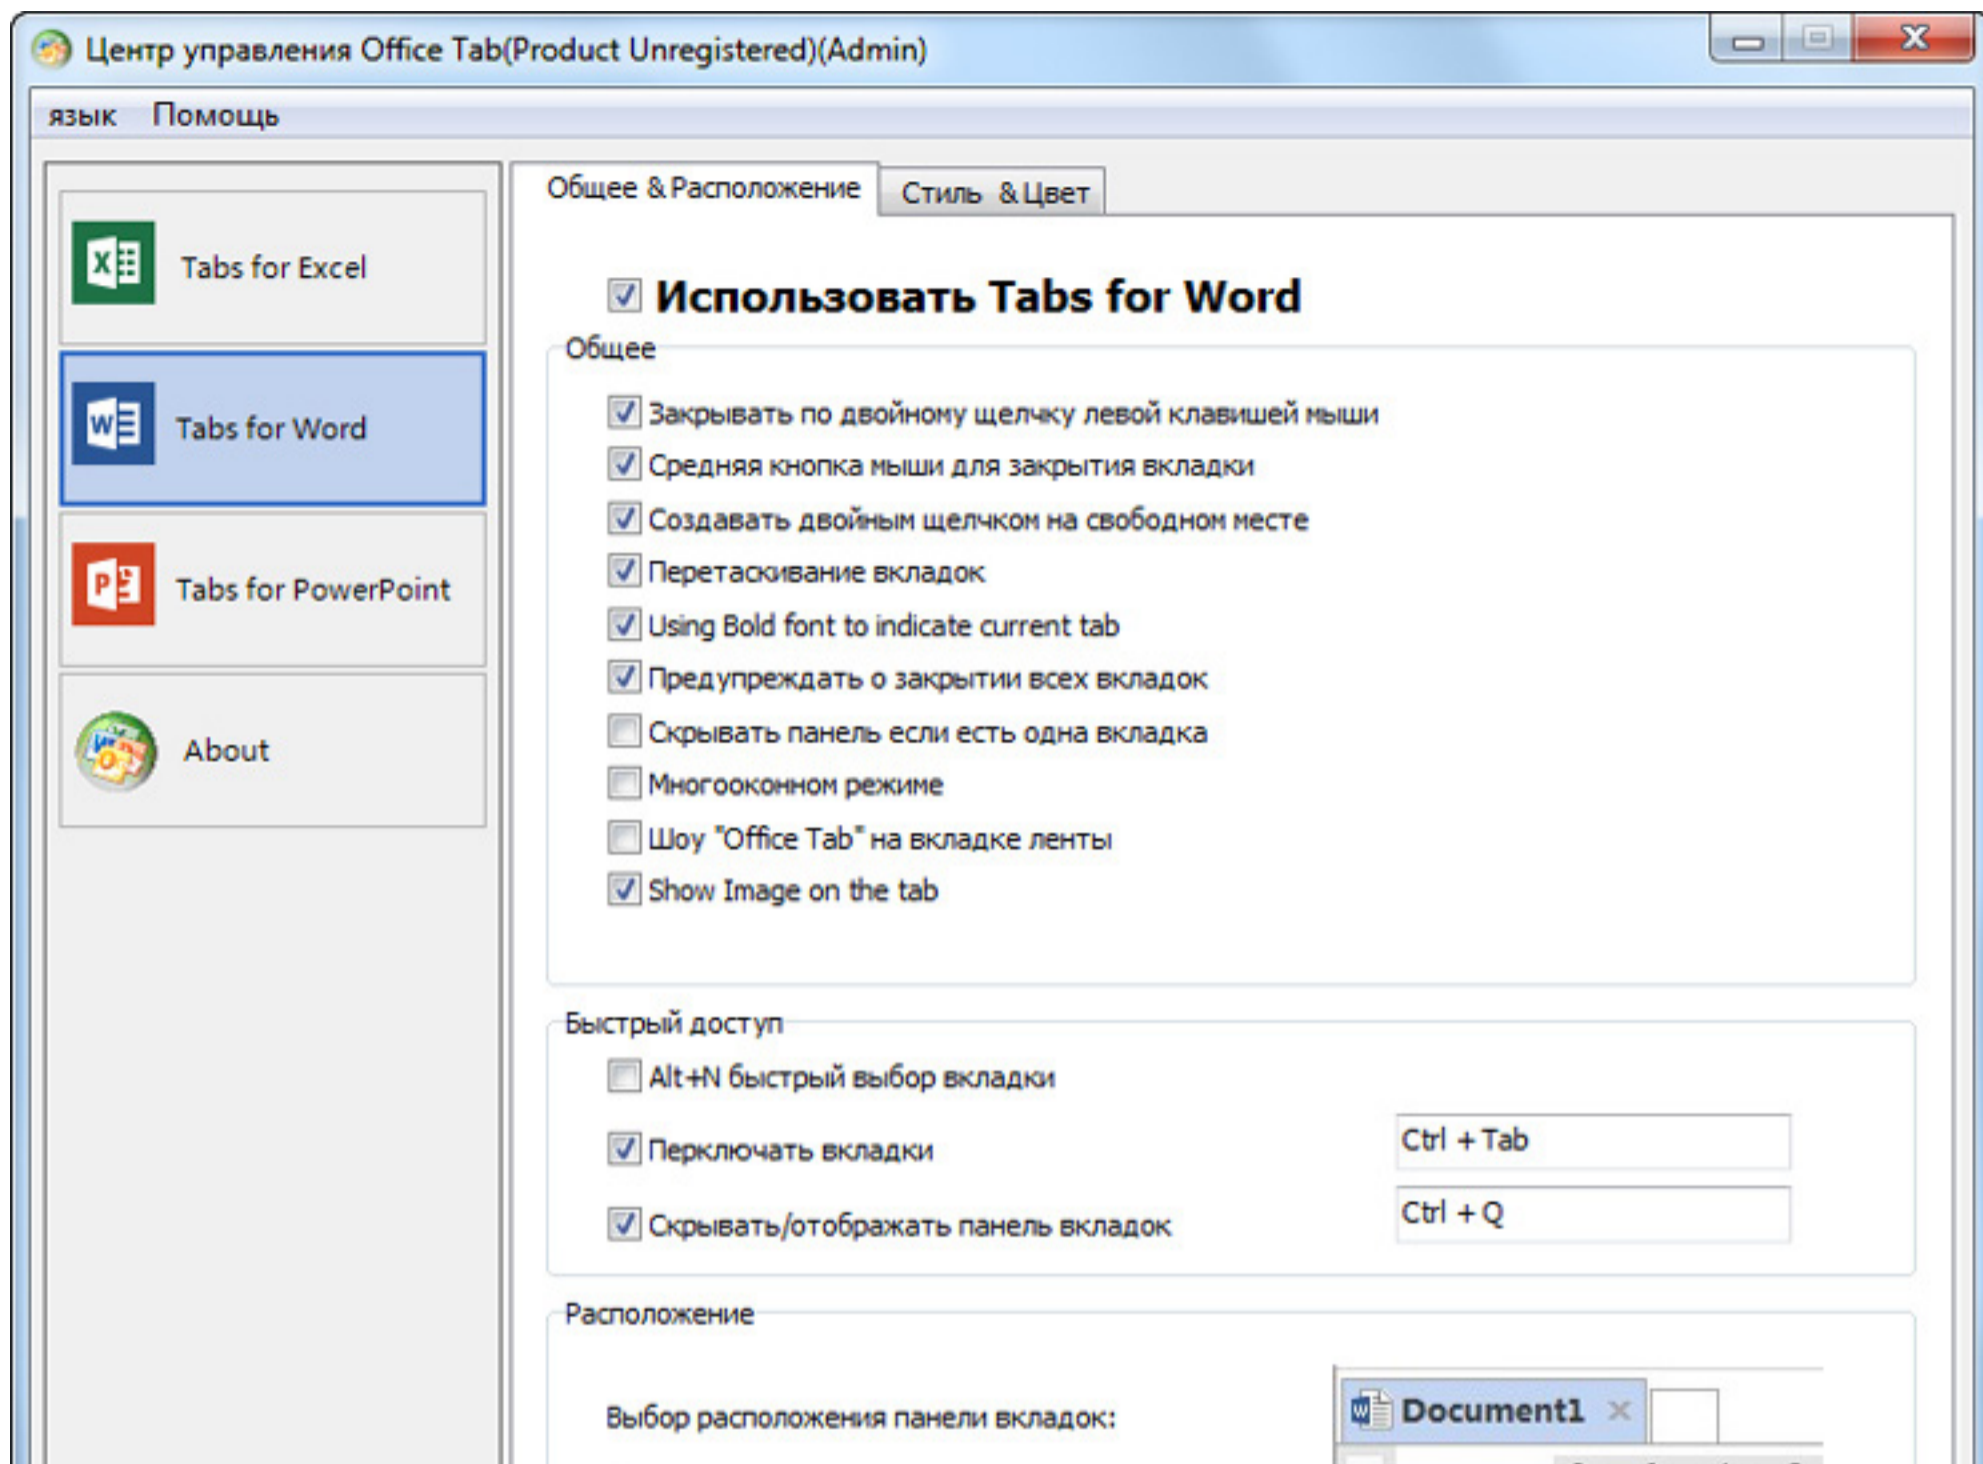 Центр управления Office Tab(Product Unregistered)(Admin)
язык Помощь
Tabs for Excel
Tabs for Word
Tabs for PowerPoint
About
Общее & Расположение
Стиль & Цвет
Использовать Tabs for Word
Общее
Закрывать по двойному щелчку левой клавишей мыши
Средняя кнопка мыши для закрытия вкладки
Создавать двойным щелчком на свободном месте
Перетаскивание вкладок
Using Bold font to indicate current tab
Предупреждать о закрытии всех вкладок
Скрывать панель если есть одна вкладка
Многооконном режиме
Шоу "Office Tab" на вкладке ленты
Show Image on the tab
Быстрый доступ
Alt+N быстрый выбор вкладки
Перключать вкладки
Ctrl + Tab
Скрывать/отображать панель вкладок
Ctrl + Q
Расположение
Выбор расположения панели вкладок:
Document1